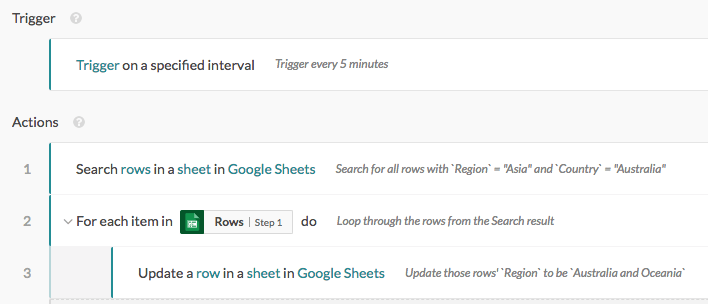 Trigger ?
Trigger on a specified interval Trigger every 5 minutes
Actions ?
1 Search rows in a sheet in Google Sheets Search for all rows with `Region` = "Asia" and `Country` = "Australia"
2 For each item in Rows | Step 1 do Loop through the rows from the Search result
3 Update a row in a sheet in Google Sheets Update those rows' `Region` to be `Australia and Oceania`